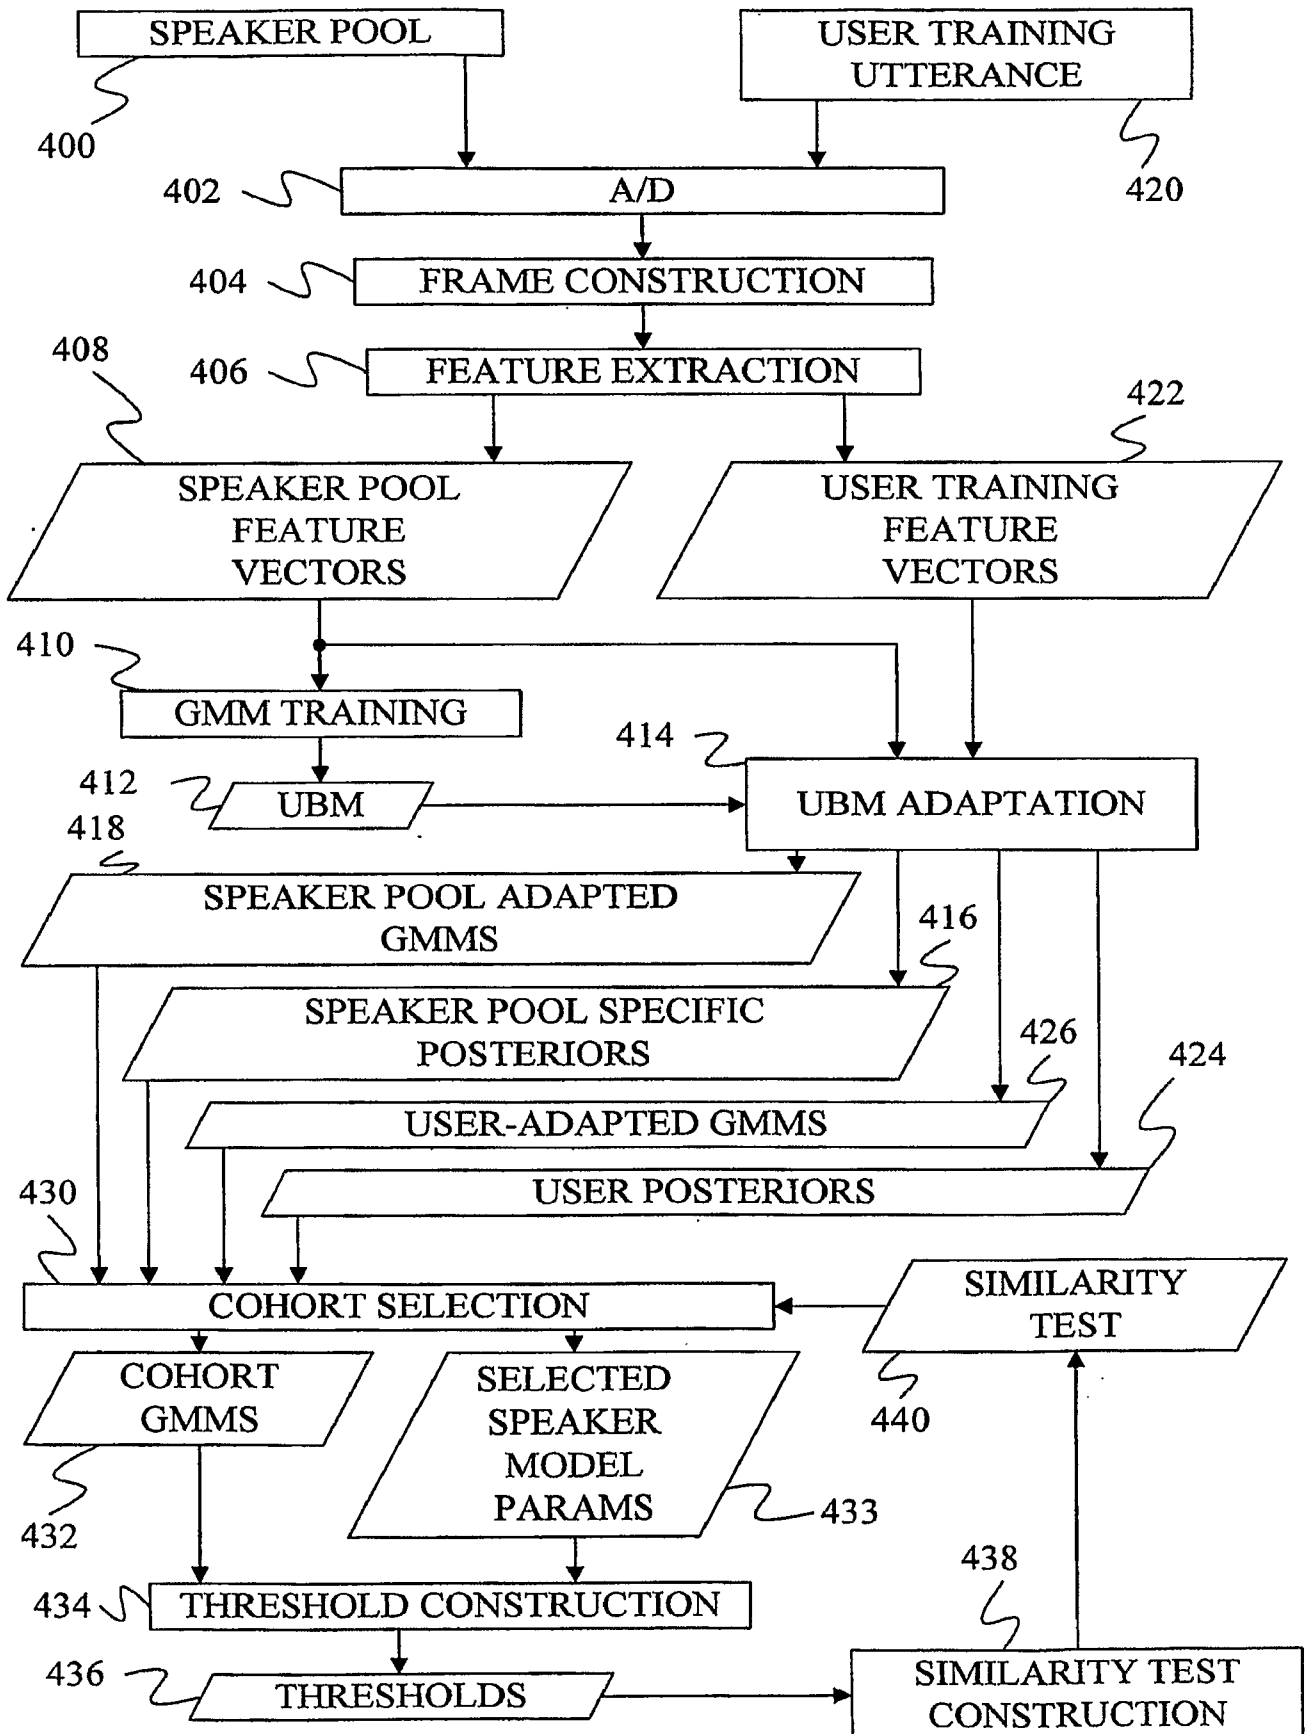 SPEAKER POOL
USER TRAINING
UTTERANCE
400
402
A/D
420
404
FRAME CONSTRUCTION
408
406
FEATURE EXTRACTION
422
SPEAKER POOL
FEATURE
VECTORS
USER TRAINING
FEATURE
VECTORS
410
GMM TRAINING
414
412
UBM
UBM ADAPTATION
418
SPEAKER POOL ADAPTED
GMMS
416
SPEAKER POOL SPECIFIC
POSTERIORS
426
424
USER-ADAPTED GMMS
430
USER POSTERIORS
COHORT SELECTION
SIMILARITY
TEST
COHORT
GMMS
SELECTED
SPEAKER
MODEL
PARAMS
440
432
433
438
434
THRESHOLD CONSTRUCTION
436
THRESHOLDS
SIMILARITY TEST
CONSTRUCTION